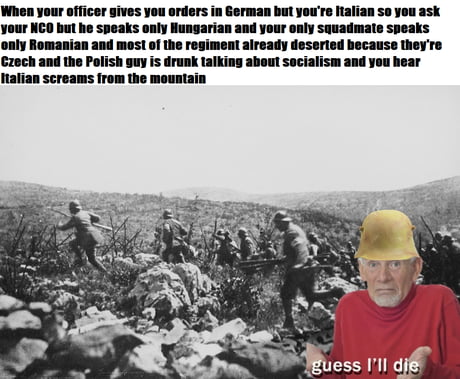 When your officer gives you orders in German but you're Italian so you ask
your NCO but he speaks only Hungarian and your only squadmate speaks
only Romanian and most of the regiment already deserted because they're
Czech and the Polish guy is drunk talking about socialism and you hear
Italian screams from the mountain
guess I'll die